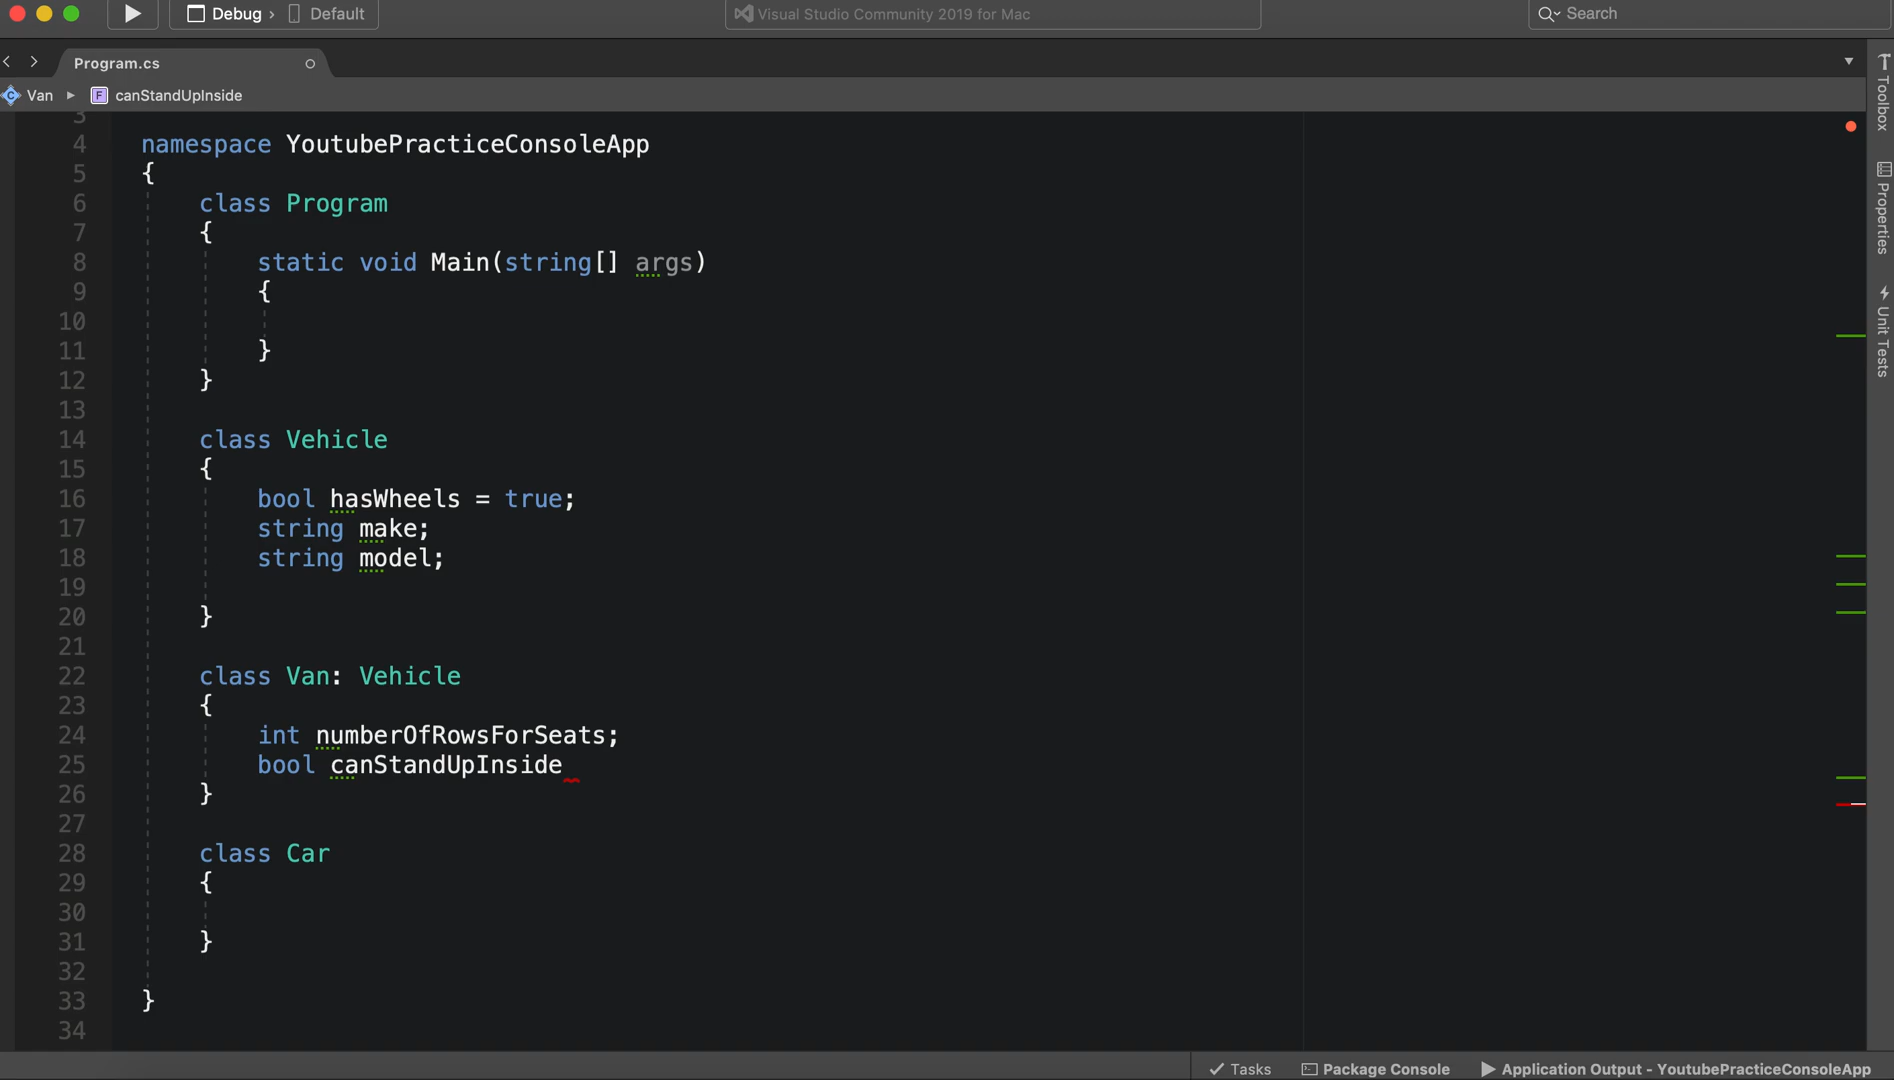 Debug › Default
Visual Studio Community 2019 for Mac
Search
Program.cs
Van ▸ F canStandUpInside
3
4 namespace YoutubePracticeConsoleApp
5 {
6 class Program
7 {
8 static void Main(string[] args)
9 {
10
11 }
12 }
13
14 class Vehicle
15 {
16 bool hasWheels = true;
17 string make;
18 string model;
19
20 }
21
22 class Van: Vehicle
23 {
24 int numberOfRowsForSeats;
25 bool canStandUpInside
26 }
27
28 class Car
29 {
30
31 }
32
33 }
34
Toolbox
Properties
Unit Tests
Tasks
Package Console
Application Output - YoutubePracticeConsoleApp